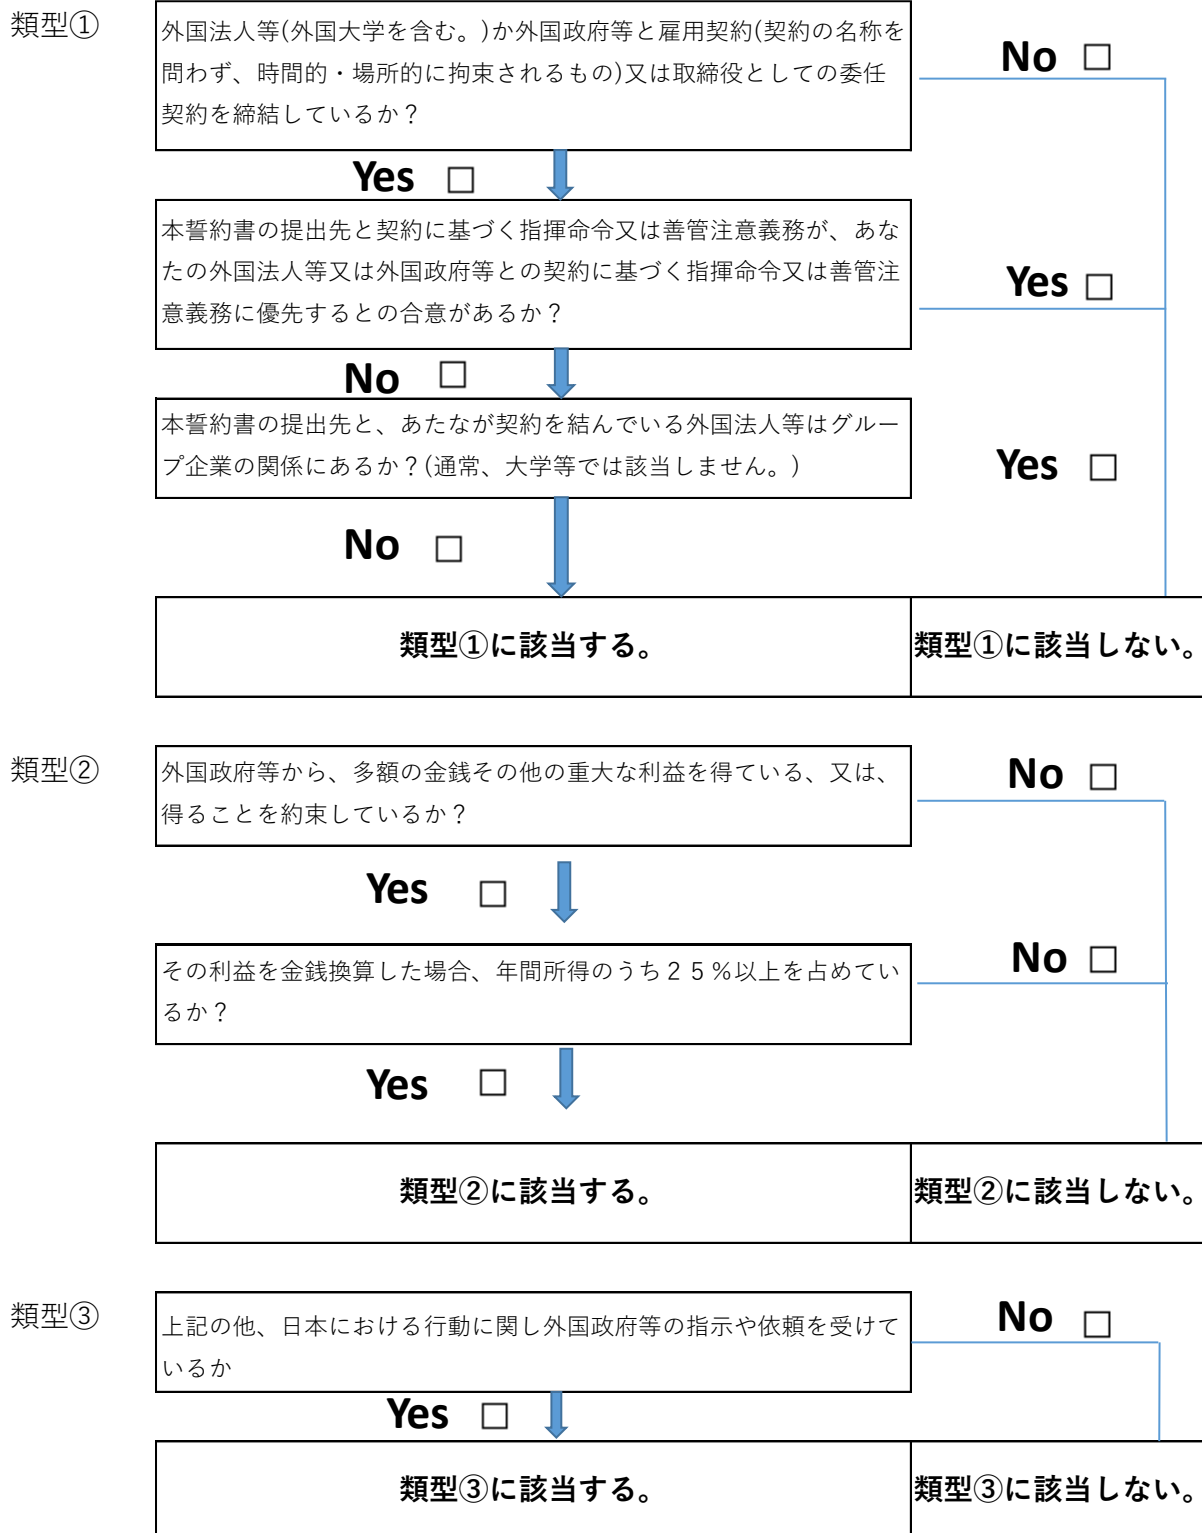 類型①
外国法人等(外国大学を含む。)か外国政府等と雇用契約(契約の名称を
問わず、時間的・場所的に拘束されるもの)又は取締役としての委任
契約を締結しているか？
No □
Yes □
本誓約書の提出先と契約に基づく指揮命令又は善管注意義務が、あな
たの外国法人等又は外国政府等との契約に基づく指揮命令又は善管注
意義務に優先するとの合意があるか？
Yes □
No □
本誓約書の提出先と、あたなが契約を結んでいる外国法人等はグルー
プ企業の関係にあるか？(通常、大学等では該当しません。)
Yes □
No □
類型①に該当する。
類型①に該当しない。
類型②
外国政府等から、多額の金銭その他の重大な利益を得ている、又は、
得ることを約束しているか？
No □
Yes □
その利益を金銭換算した場合、年間所得のうち２５%以上を占めてい
るか？
No □
Yes □
類型②に該当する。
類型②に該当しない。
類型③
上記の他、日本における行動に関し外国政府等の指示や依頼を受けて
いるか
No □
Yes □
類型③に該当する。
類型③に該当しない。